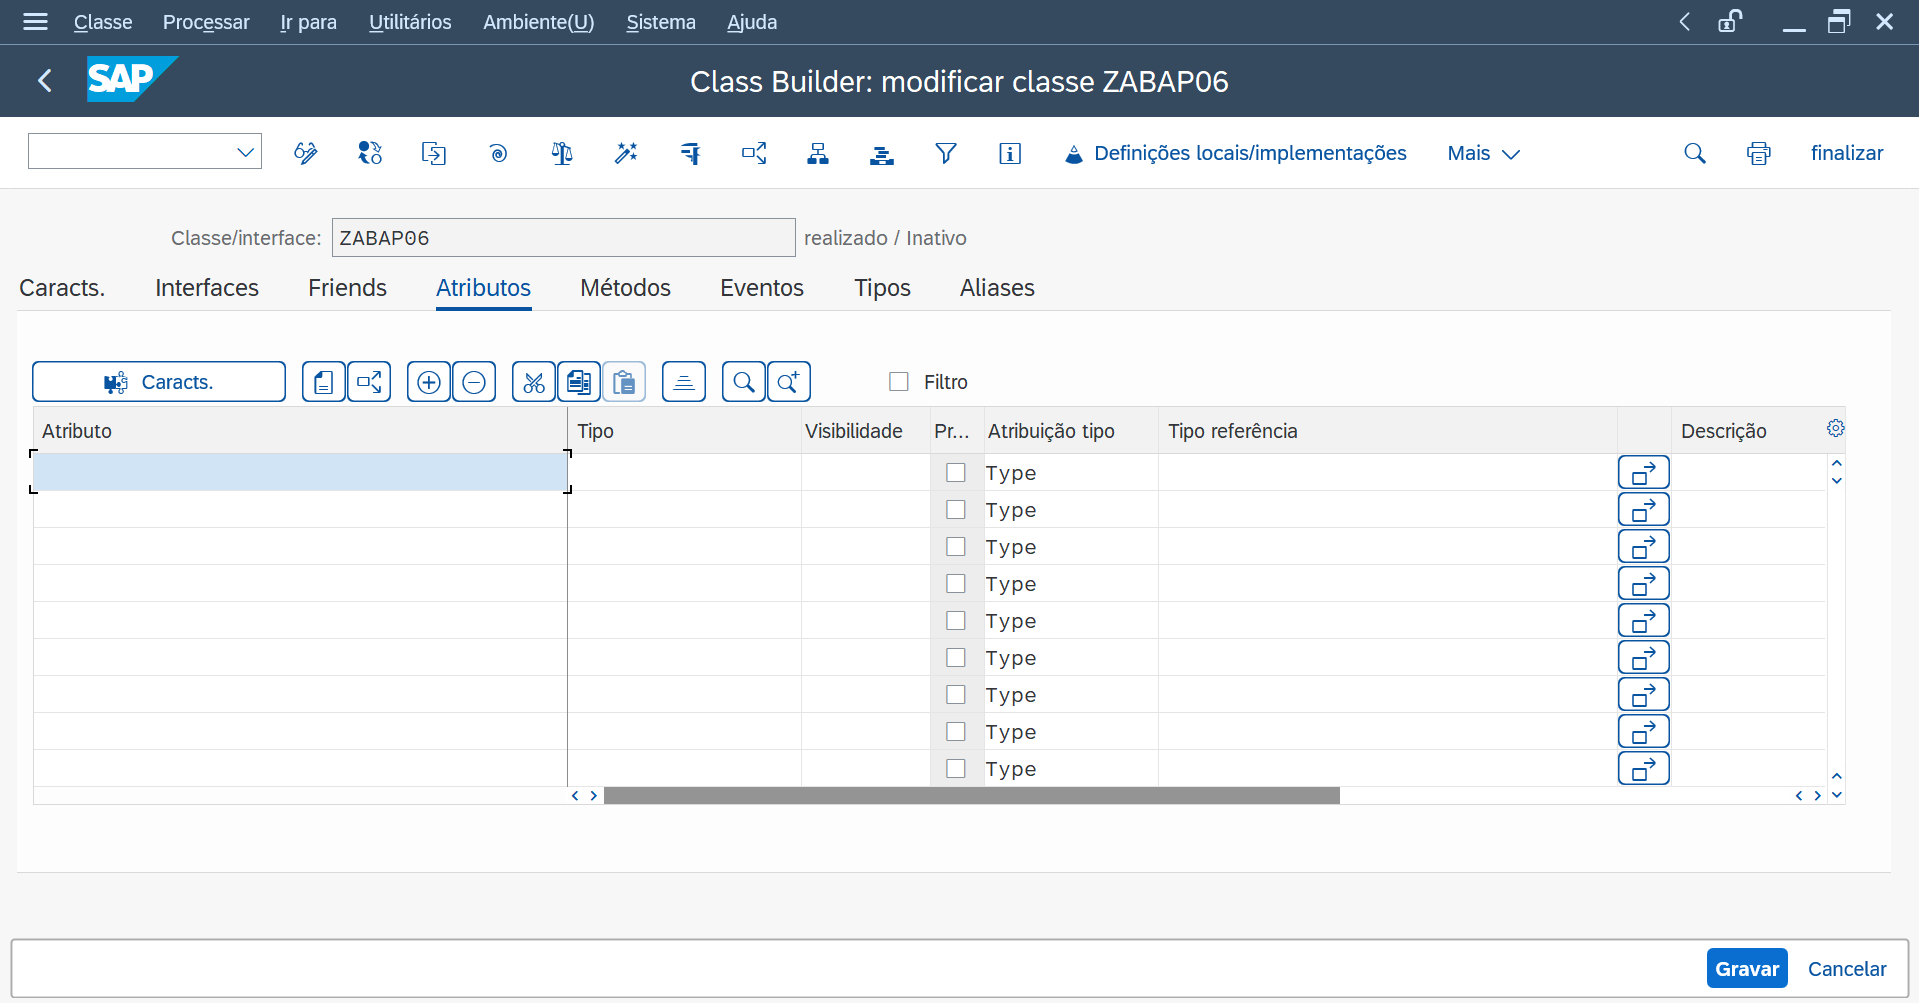 Classe Processar Ir para Utilitários Ambiente(U) Sistema Ajuda
SAP
Class Builder: modificar classe ZABAP06
Definições locais/implementações Mais finalizar
Classe/interface: ZABAP06 realizado / Inativo
Caracts. Interfaces Friends Atributos Métodos Eventos Tipos Aliases
Caracts. Filtro
Atributo Tipo Visibilidade Pr... Atribuição tipo Tipo referência Descrição
Type
Type
Type
Type
Type
Type
Type
Type
Type
Gravar Cancelar